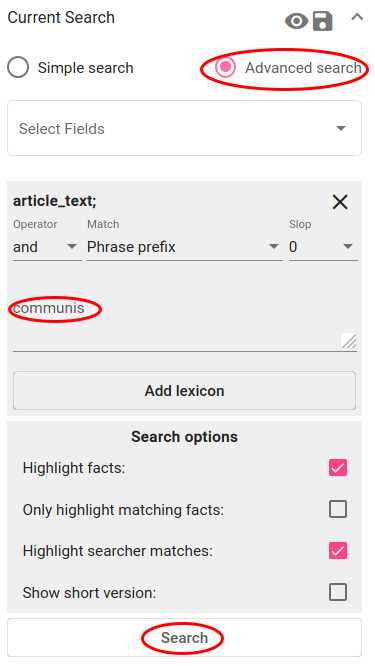 Current Search
Simple search
Advanced search
Select Fields
article_text;
Operator Match Slop
and Phrase prefix 0
communis
Add lexicon
Search options
Highlight facts:
Only highlight matching facts:
Highlight searcher matches:
Show short version:
Search